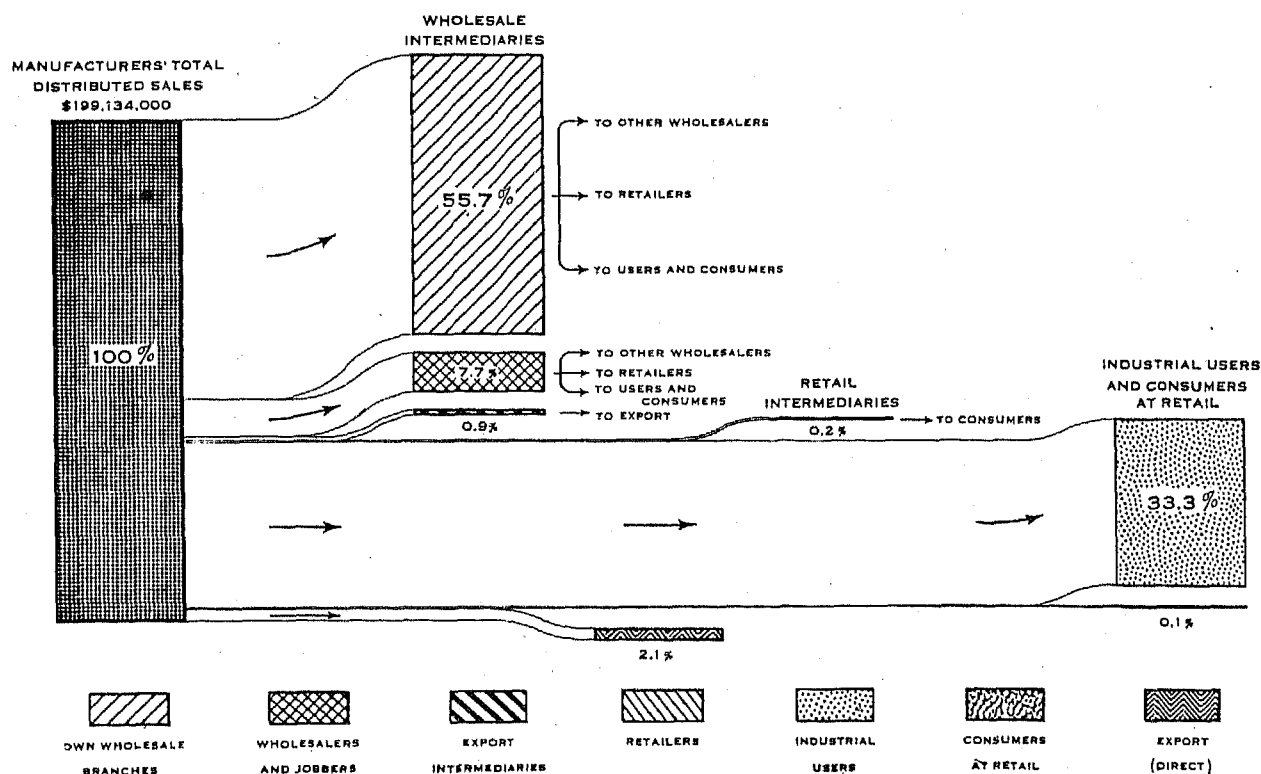 WHOLESALE
INTERMEDIARIES
MANUFACTURERS' TOTAL
DISTRIBUTED SALES
$199,134,000
TO OTHER WHOLESALERS
55.7%
TO RETAILERS
TO USERS AND CONSUMERS
100%
TO OTHER WHOLESALERS
7.7%
TO RETAILERS
TO USERS AND
CONSUMERS
TO EXPORT
0.9%
RETAIL
INTERMEDIARIES
TO CONSUMERS
0.2%
INDUSTRIAL USERS
AND CONSUMERS
AT RETAIL
33.3%
0.1%
2.1%
OWN WHOLESALE
BRANCHES
WHOLESALERS
AND JOBBERS
EXPORT
INTERMEDIARIES
RETAILERS
INDUSTRIAL
USERS
CONSUMERS
AT RETAIL
EXPORT
(DIRECT)